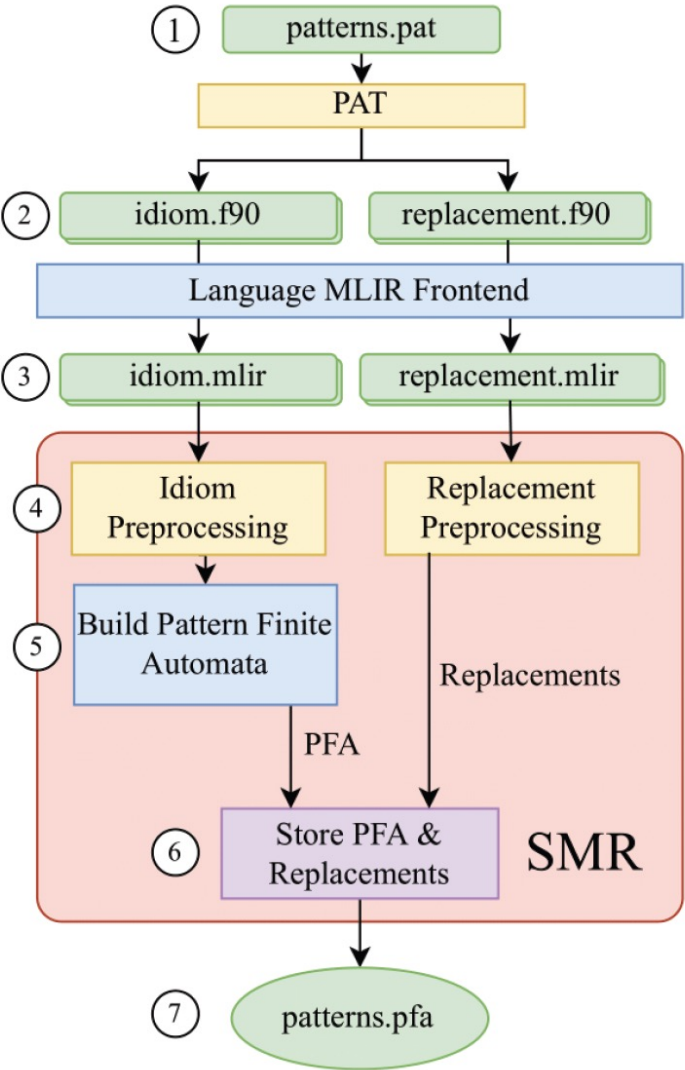 1
patterns.pat
PAT
2
idiom.f90
replacement.f90
Language MLIR Frontend
3
idiom.mlir
replacement.mlir
4
Idiom
Preprocessing
Replacement
Preprocessing
5
Build Pattern Finite
Automata
Replacements
PFA
6
Store PFA &
Replacements
SMR
7
patterns.pfa